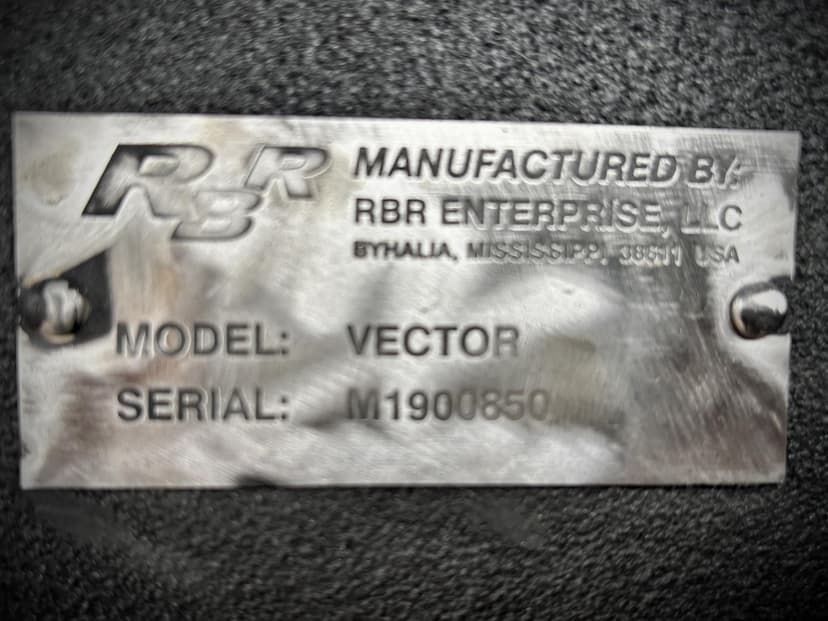 RBR
MANUFACTURED BY:
RBR ENTERPRISE, LLC
BYHALIA, MISSISSIPPI, 38611 USA
MODEL: VECTOR
SERIAL: M1900850